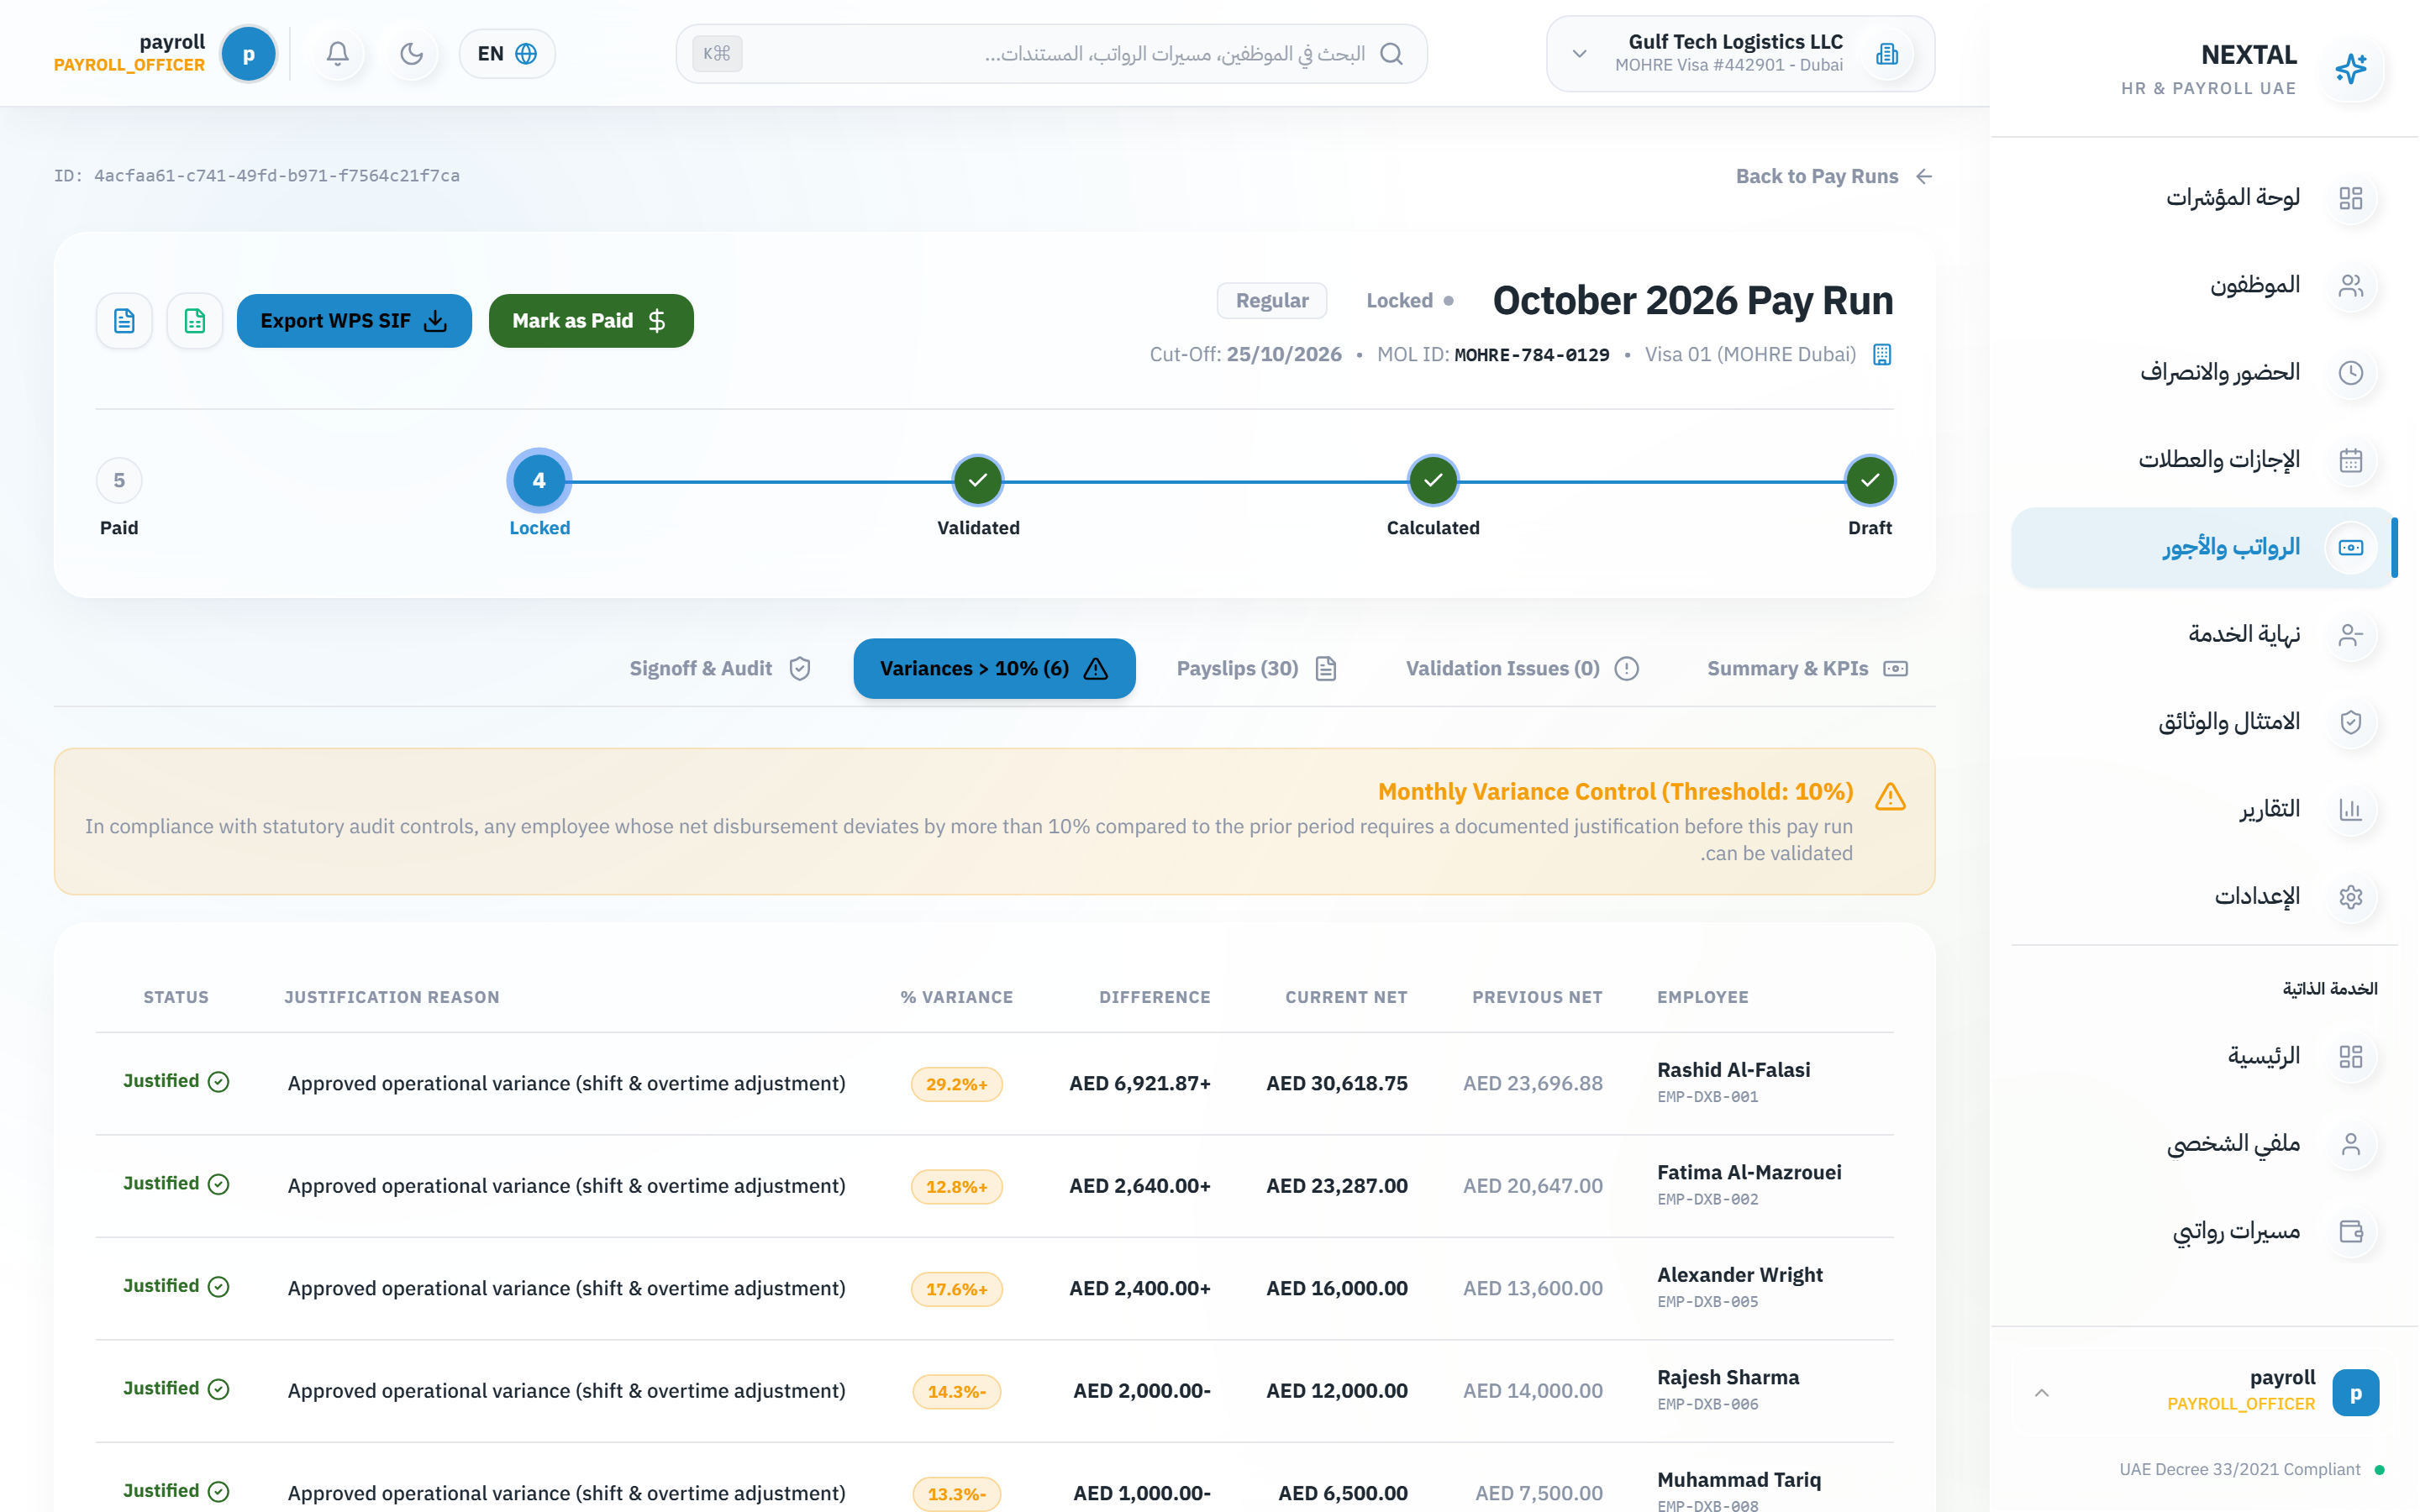 NEXTAL
HR & PAYROLL UAE
لوحة المؤشرات
الموظفون
الحضور والانصراف
الإجازات والعطلات
الرواتب والأجور
نهاية الخدمة
الامتثال والوثائق
التقارير
الإعدادات
الخدمة الذاتية
الرئيسية
ملفي الشخصي
مسيرات رواتبي
p
payroll
PAYROLL_OFFICER
UAE Decree 33/2021 Compliant
Gulf Tech Logistics LLC
MOHRE Visa #442901 - Dubai
البحث في الموظفين، مسيرات الرواتب، المستندات...
K⌘
EN
p
payroll
PAYROLL_OFFICER
Back to Pay Runs
ID: 4acfaa61-c741-49fd-b971-f7564c21f7ca
October 2026 Pay Run
Locked
Regular
Visa 01 (MOHRE Dubai) • MOL ID: MOHRE-784-0129 • Cut-Off: 25/10/2026
Mark as Paid
Export WPS SIF
Draft
Calculated
Validated
4
Locked
5
Paid
Summary & KPIs
Validation Issues (0)
Payslips (30)
Variances > 10% (6)
Signoff & Audit
Monthly Variance Control (Threshold: 10%)
In compliance with statutory audit controls, any employee whose net disbursement deviates by more than 10% compared to the prior period requires a documented justification before this pay run
.can be validated
EMPLOYEE PREVIOUS NET CURRENT NET DIFFERENCE % VARIANCE JUSTIFICATION REASON STATUS
Rashid Al-Falasi
EMP-DXB-001
AED 23,696.88 AED 30,618.75 AED 6,921.87+ 29.2%+ Approved operational variance (shift & overtime adjustment) Justified
Fatima Al-Mazrouei
EMP-DXB-002
AED 20,647.00 AED 23,287.00 AED 2,640.00+ 12.8%+ Approved operational variance (shift & overtime adjustment) Justified
Alexander Wright
EMP-DXB-005
AED 13,600.00 AED 16,000.00 AED 2,400.00+ 17.6%+ Approved operational variance (shift & overtime adjustment) Justified
Rajesh Sharma
EMP-DXB-006
AED 14,000.00 AED 12,000.00 AED 2,000.00- 14.3%- Approved operational variance (shift & overtime adjustment) Justified
Muhammad Tariq
EMP-DXB-008
AED 7,500.00 AED 6,500.00 AED 1,000.00- 13.3%- Approved operational variance (shift & overtime adjustment) Justified